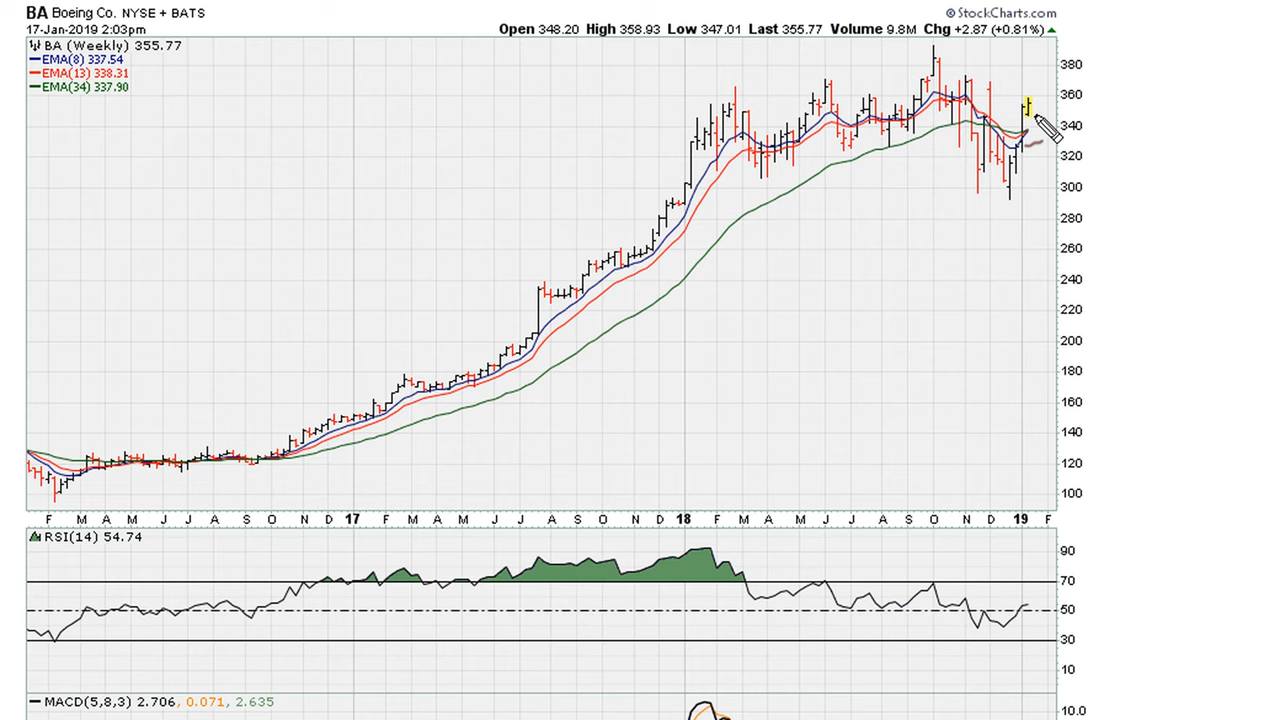 BA Boeing Co. NYSE + BATS
© StockCharts.com
17-Jan-2019 2:03pm
Open 348.20 High 358.93 Low 347.01 Last 355.77 Volume 9.8M Chg +2.87 (+0.81%)
BA (Weekly) 355.77
EMA(8) 337.54
EMA(13) 338.31
EMA(34) 337.90
380
360
340
320
300
280
260
240
220
200
180
160
140
120
100
F M A M J J A S O N D 17 F M A M J J A S O N D 18 F M A M J J A S O N D 19 F
RSI(14) 54.74
90
70
50
30
10
MACD(5,8,3) 2.706, 0.071, 2.635
10.0